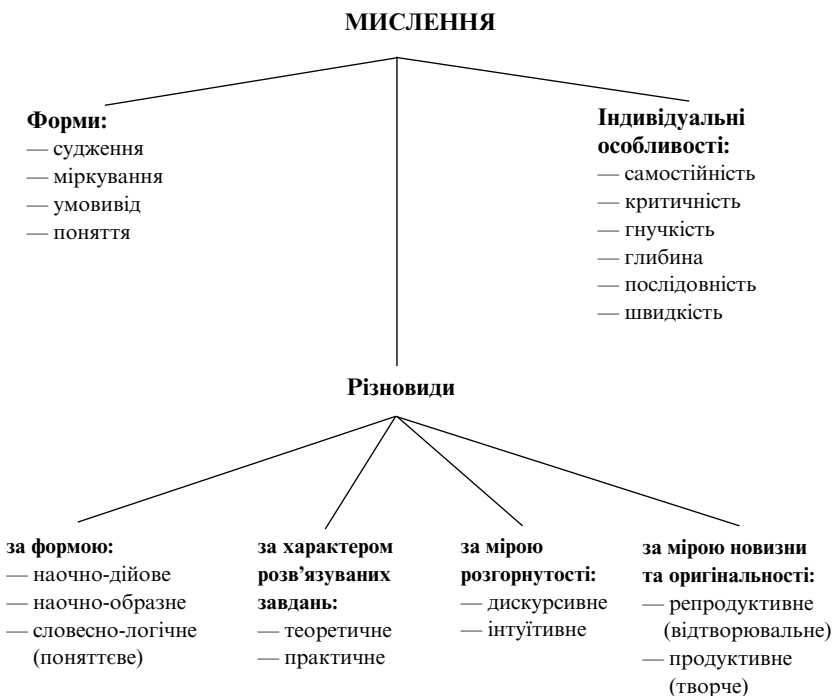 МИСЛЕННЯ
Форми:
— судження
— міркування
— умовивід
— поняття
Індивідуальні
особливості:
— самостійність
— критичність
— гнучкість
— глибина
— послідовність
— швидкість
Різновиди
за формою:
— наочно-дійове
— наочно-образне
— словесно-логічне
(поняттєве)
за характером
розв’язуваних
завдань:
— теоретичне
— практичне
за мірою
розгорнутості:
— дискурсивне
— інтуїтивне
за мірою новизни
та оригінальності:
— репродуктивне
(відтворювальне)
— продуктивне
(творче)